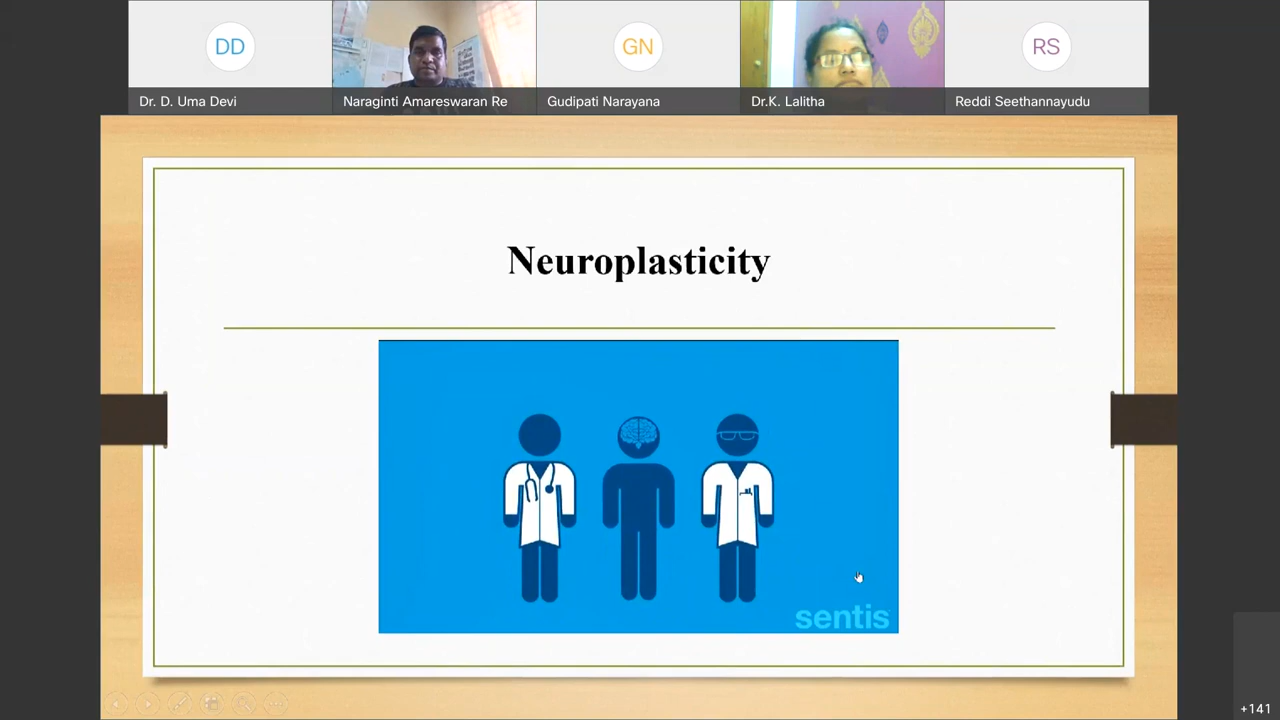 DD
GN
RS
Dr. D. Uma Devi
Naraginti Amareswaran Re
Gudipati Narayana
Dr.K. Lalitha
Reddi Seethannayudu
Neuroplasticity
sentis
+141